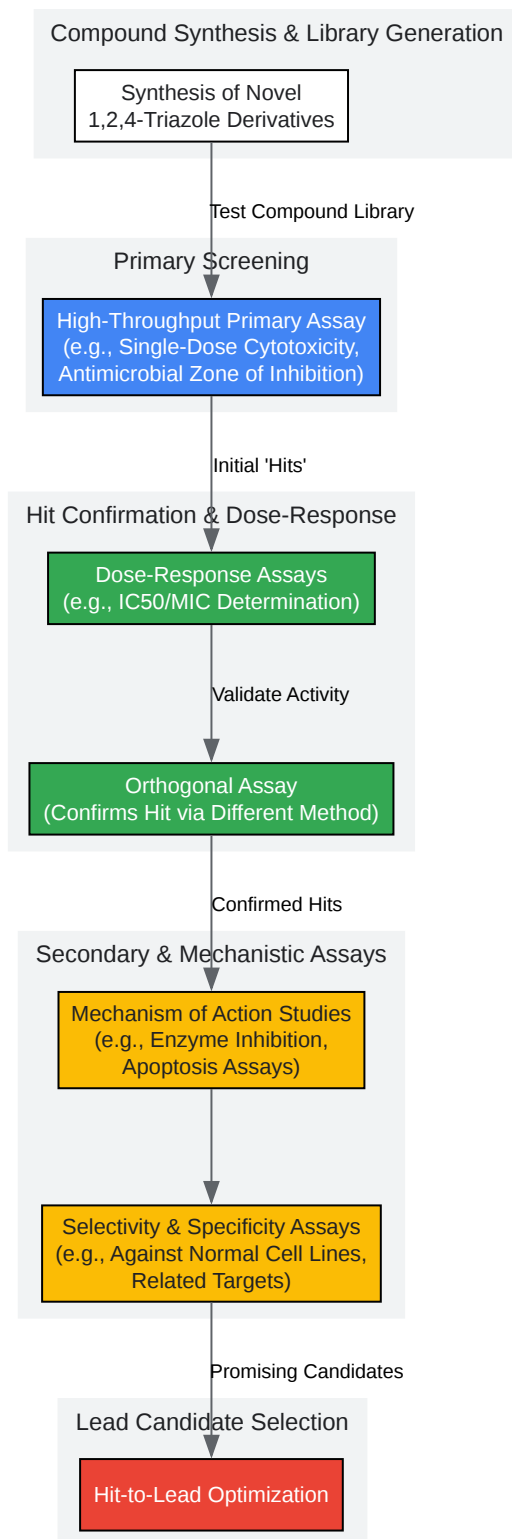 Compound Synthesis & Library Generation
Synthesis of Novel
1,2,4-Triazole Derivatives
Test Compound Library
Primary Screening
High-Throughput Primary Assay
(e.g., Single-Dose Cytotoxicity,
Antimicrobial Zone of Inhibition)
Initial 'Hits'
Hit Confirmation & Dose-Response
Dose-Response Assays
(e.g., IC50/MIC Determination)
Validate Activity
Orthogonal Assay
(Confirms Hit via Different Method)
Confirmed Hits
Secondary & Mechanistic Assays
Mechanism of Action Studies
(e.g., Enzyme Inhibition,
Apoptosis Assays)
Selectivity & Specificity Assays
(e.g., Against Normal Cell Lines,
Related Targets)
Promising Candidates
Lead Candidate Selection
Hit-to-Lead Optimization